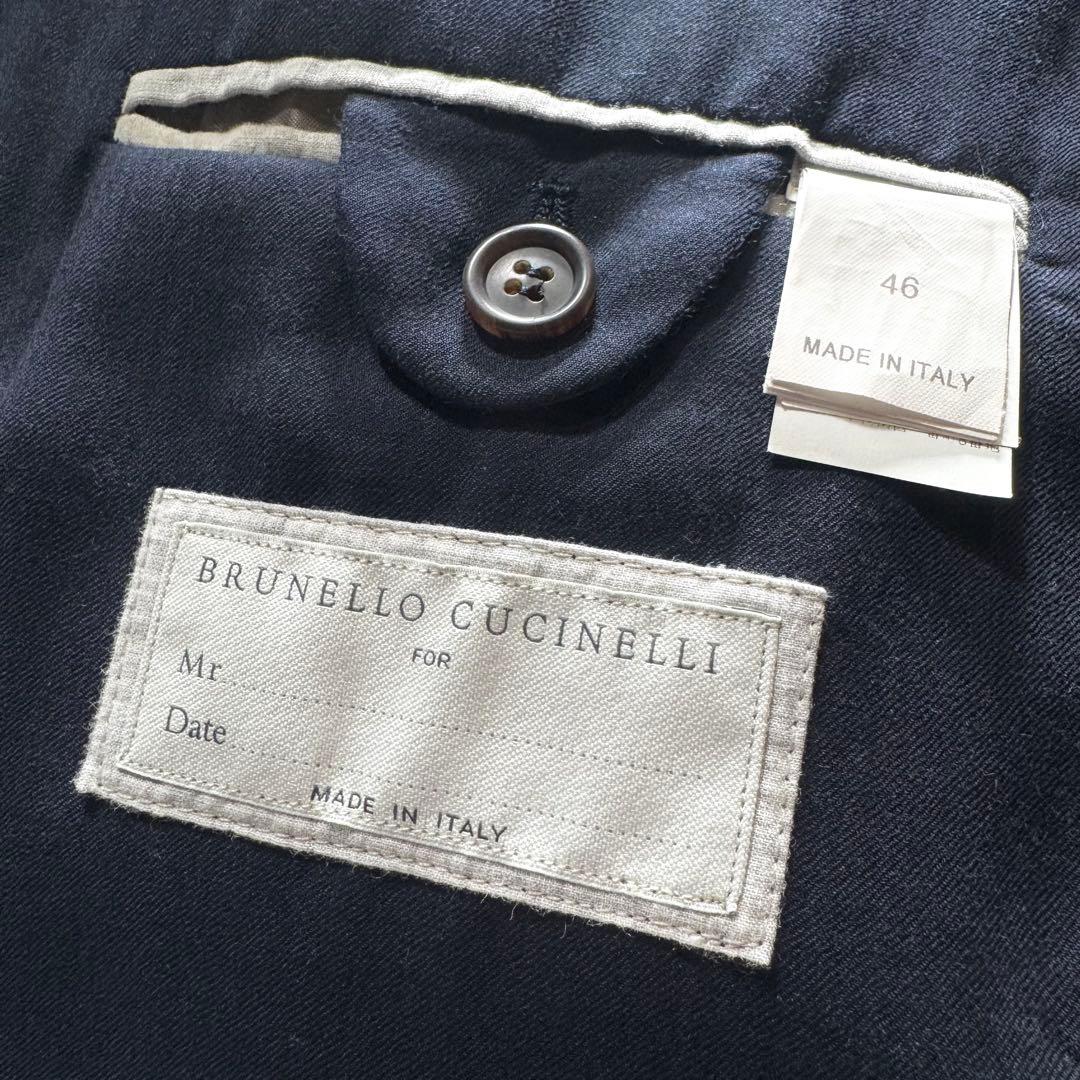 46
MADE IN ITALY
BRUNELLO CUCINELLI
FOR
Mr
Date
MADE IN ITALY